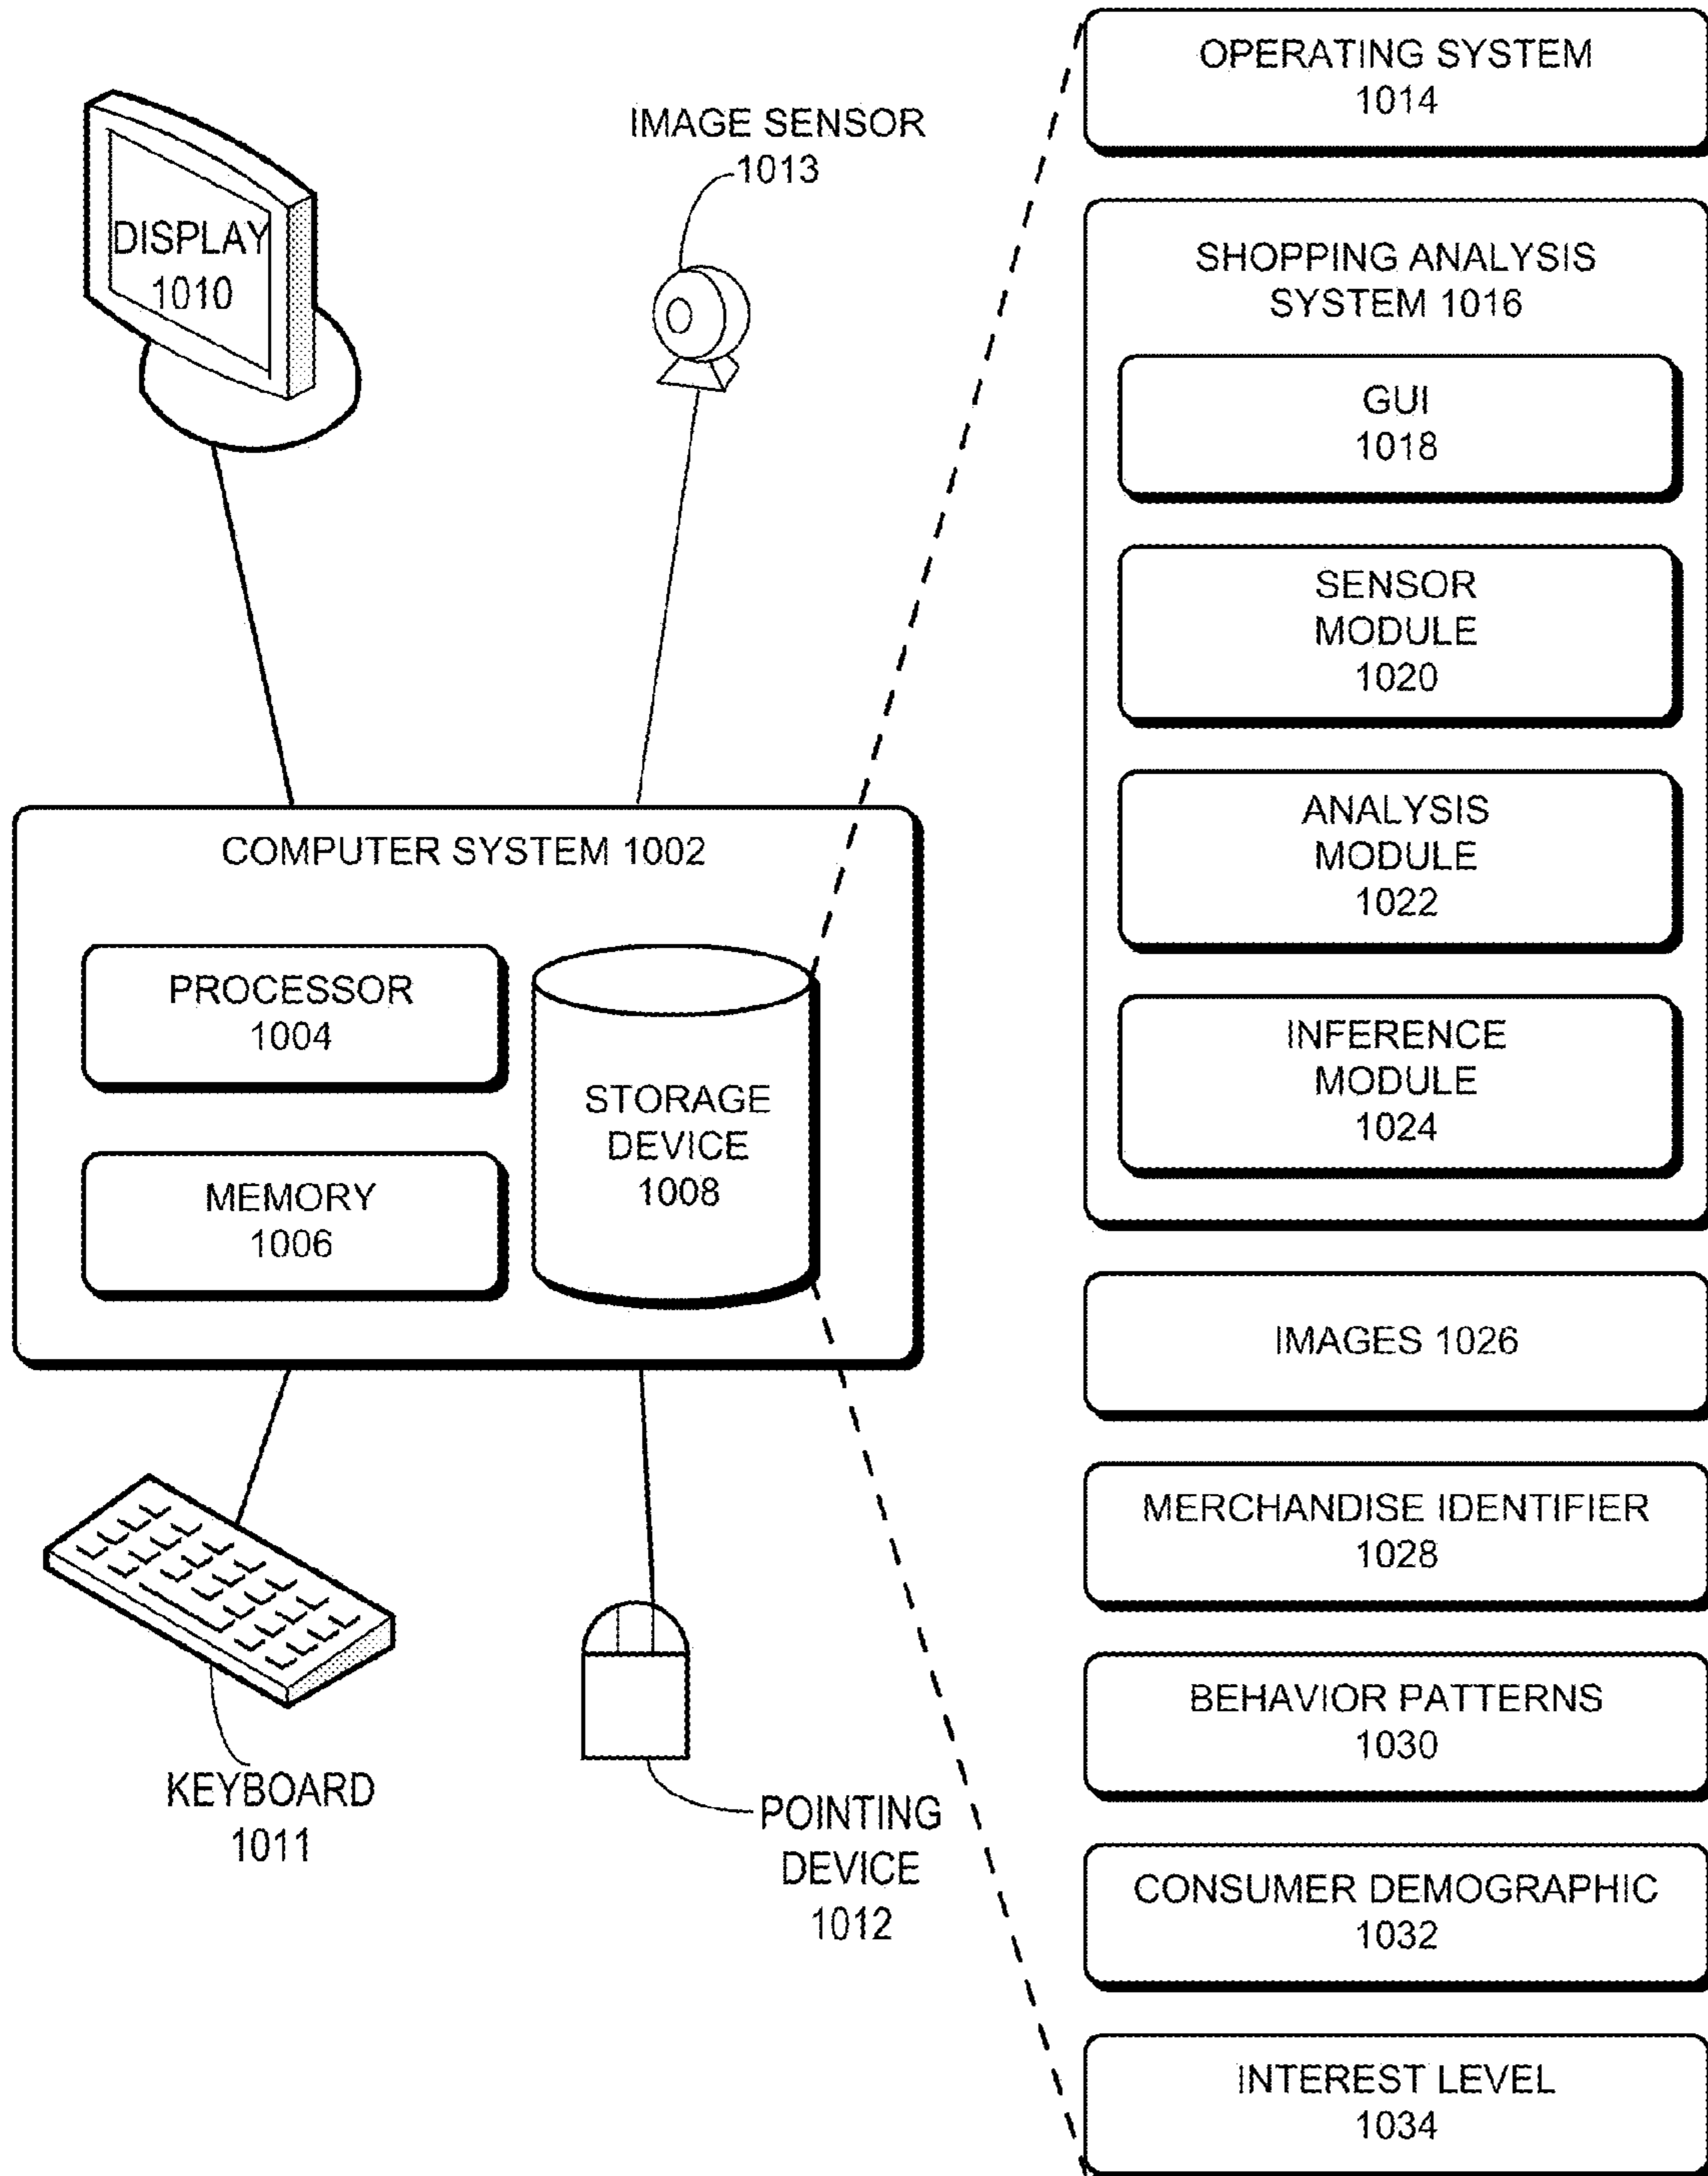 DISPLAY
1010
IMAGE SENSOR
1013
COMPUTER SYSTEM 1002
PROCESSOR
1004
MEMORY
1006
STORAGE
DEVICE
1008
KEYBOARD
1011
POINTING
DEVICE
1012
OPERATING SYSTEM
1014
SHOPPING ANALYSIS
SYSTEM 1016
GUI
1018
SENSOR
MODULE
1020
ANALYSIS
MODULE
1022
INFERENCE
MODULE
1024
IMAGES 1026
MERCHANDISE IDENTIFIER
1028
BEHAVIOR PATTERNS
1030
CONSUMER DEMOGRAPHIC
1032
INTEREST LEVEL
1034